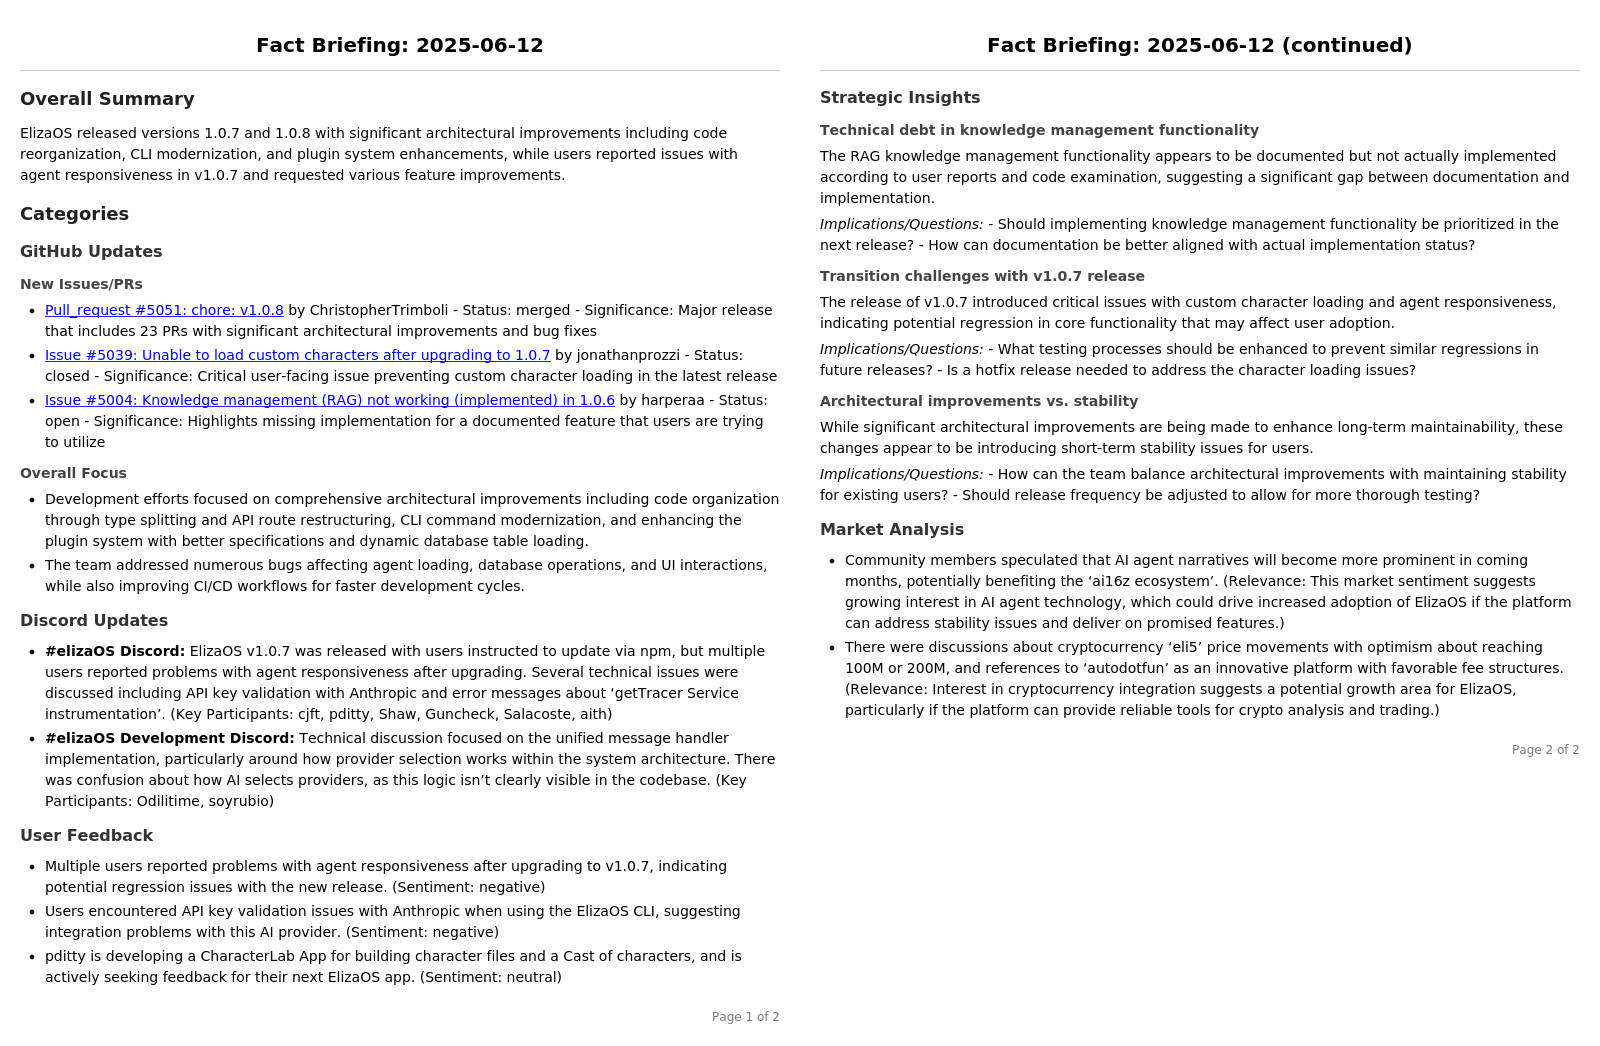 Fact Briefing: 2025-06-12
Overall Summary
ElizaOS released versions 1.0.7 and 1.0.8 with significant architectural improvements including code
reorganization, CLI modernization, and plugin system enhancements, while users reported issues with
agent responsiveness in v1.0.7 and requested various feature improvements.
Categories
GitHub Updates
New Issues/PRs
• Pull_request #5051: chore: v1.0.8 by ChristopherTrimboli - Status: merged - Significance: Major release
that includes 23 PRs with significant architectural improvements and bug fixes
• Issue #5039: Unable to load custom characters after upgrading to 1.0.7 by jonathanprozzi - Status:
closed - Significance: Critical user-facing issue preventing custom character loading in the latest release
• Issue #5004: Knowledge management (RAG) not working (implemented) in 1.0.6 by harperaa - Status:
open - Significance: Highlights missing implementation for a documented feature that users are trying
to utilize
Overall Focus
• Development efforts focused on comprehensive architectural improvements including code organization
through type splitting and API route restructuring, CLI command modernization, and enhancing the
plugin system with better specifications and dynamic database table loading.
• The team addressed numerous bugs affecting agent loading, database operations, and UI interactions,
while also improving CI/CD workflows for faster development cycles.
Discord Updates
• #elizaOS Discord: ElizaOS v1.0.7 was released with users instructed to update via npm, but multiple
users reported problems with agent responsiveness after upgrading. Several technical issues were
discussed including API key validation with Anthropic and error messages about ‘getTracer Service
instrumentation’. (Key Participants: cjft, pditty, Shaw, Guncheck, Salacoste, aith)
• #elizaOS Development Discord: Technical discussion focused on the unified message handler
implementation, particularly around how provider selection works within the system architecture. There
was confusion about how AI selects providers, as this logic isn’t clearly visible in the codebase. (Key
Participants: Odilitime, soyrubio)
User Feedback
• Multiple users reported problems with agent responsiveness after upgrading to v1.0.7, indicating
potential regression issues with the new release. (Sentiment: negative)
• Users encountered API key validation issues with Anthropic when using the ElizaOS CLI, suggesting
integration problems with this AI provider. (Sentiment: negative)
• pditty is developing a CharacterLab App for building character files and a Cast of characters, and is
actively seeking feedback for their next ElizaOS app. (Sentiment: neutral)
Page 1 of 2
Fact Briefing: 2025-06-12 (continued)
Strategic Insights
Technical debt in knowledge management functionality
The RAG knowledge management functionality appears to be documented but not actually implemented
according to user reports and code examination, suggesting a significant gap between documentation and
implementation.
Implications/Questions: - Should implementing knowledge management functionality be prioritized in the
next release? - How can documentation be better aligned with actual implementation status?
Transition challenges with v1.0.7 release
The release of v1.0.7 introduced critical issues with custom character loading and agent responsiveness,
indicating potential regression in core functionality that may affect user adoption.
Implications/Questions: - What testing processes should be enhanced to prevent similar regressions in
future releases? - Is a hotfix release needed to address the character loading issues?
Architectural improvements vs. stability
While significant architectural improvements are being made to enhance long-term maintainability, these
changes appear to be introducing short-term stability issues for users.
Implications/Questions: - How can the team balance architectural improvements with maintaining stability
for existing users? - Should release frequency be adjusted to allow for more thorough testing?
Market Analysis
• Community members speculated that AI agent narratives will become more prominent in coming
months, potentially benefiting the ‘ai16z ecosystem’. (Relevance: This market sentiment suggests
growing interest in AI agent technology, which could drive increased adoption of ElizaOS if the platform
can address stability issues and deliver on promised features.)
• There were discussions about cryptocurrency ‘eli5’ price movements with optimism about reaching
100M or 200M, and references to ‘autodotfun’ as an innovative platform with favorable fee structures.
(Relevance: Interest in cryptocurrency integration suggests a potential growth area for ElizaOS,
particularly if the platform can provide reliable tools for crypto analysis and trading.)
Page 2 of 2